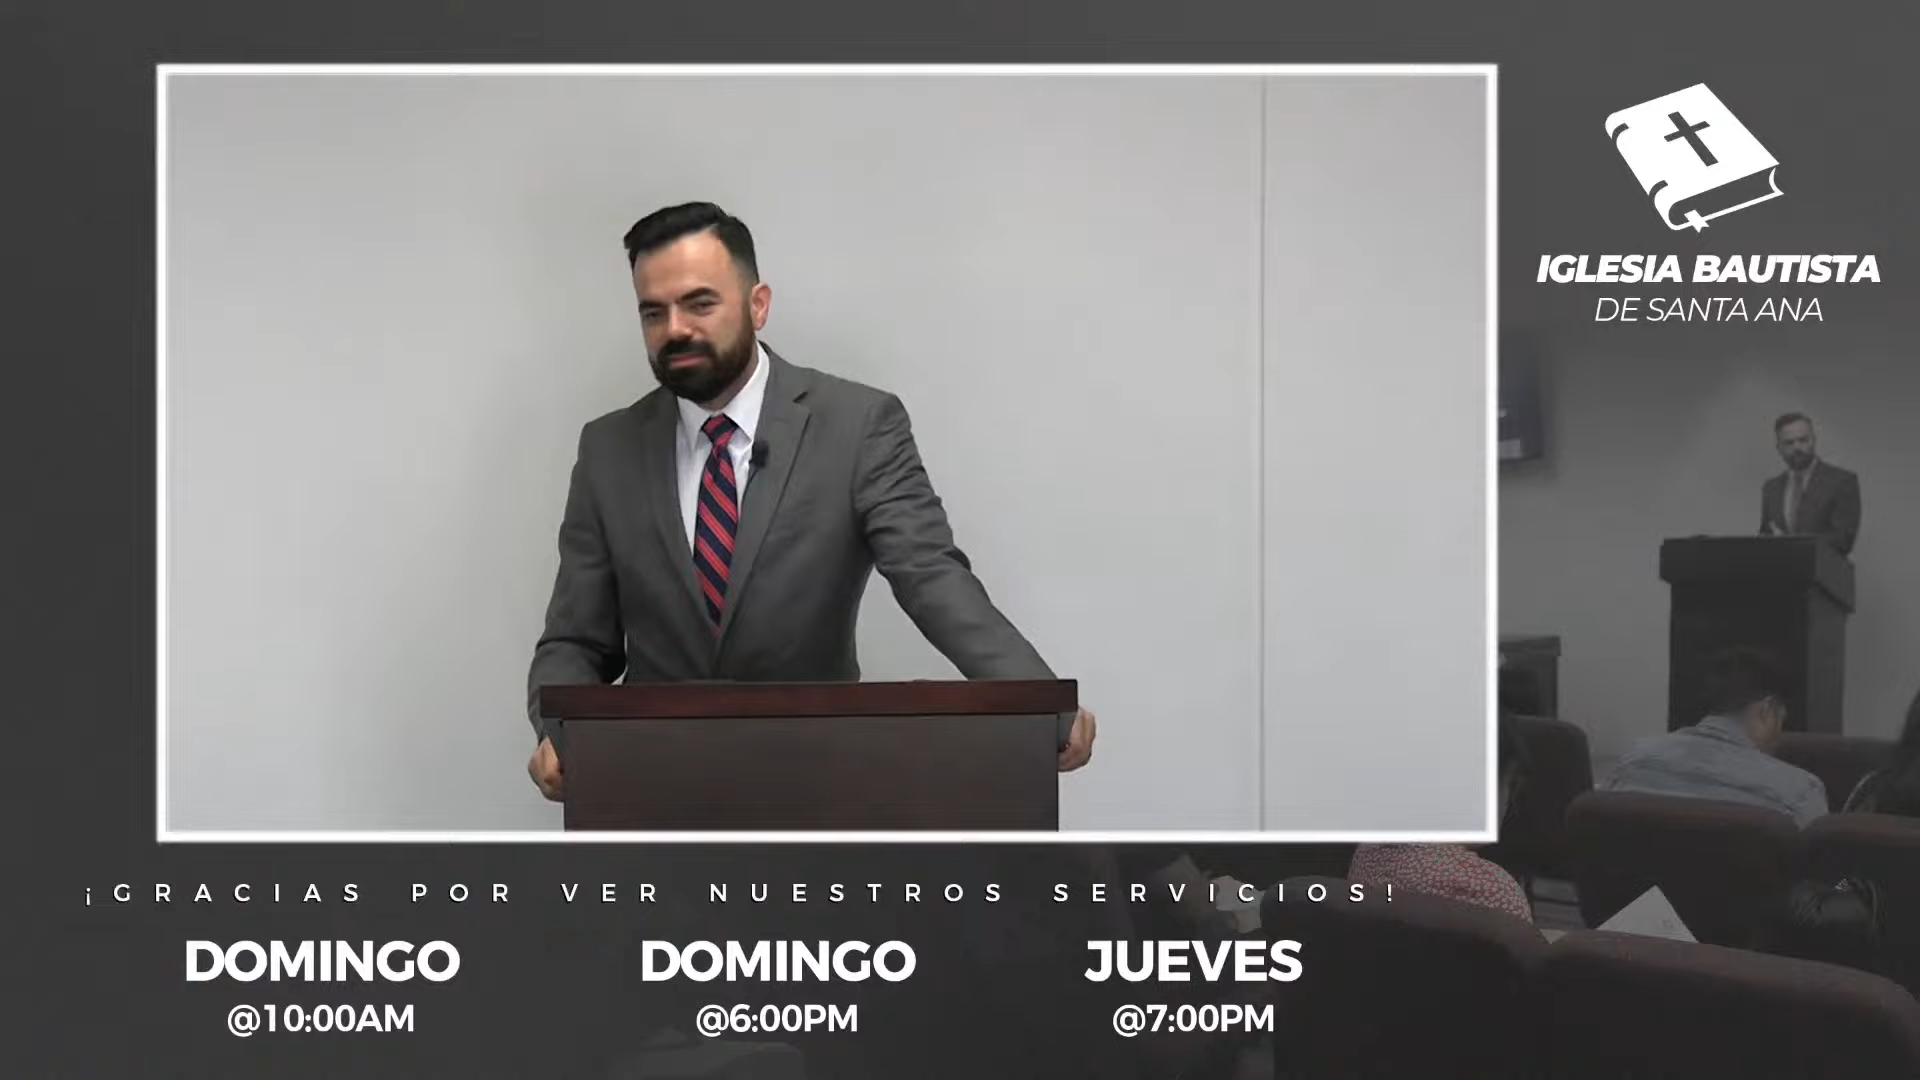 IGLESIA BAUTISTA
DE SANTA ANA
¡GRACIAS POR VER NUESTROS SERVICIOS!
DOMINGO
@10:00AM
DOMINGO
@6:00PM
JUEVES
@7:00PM